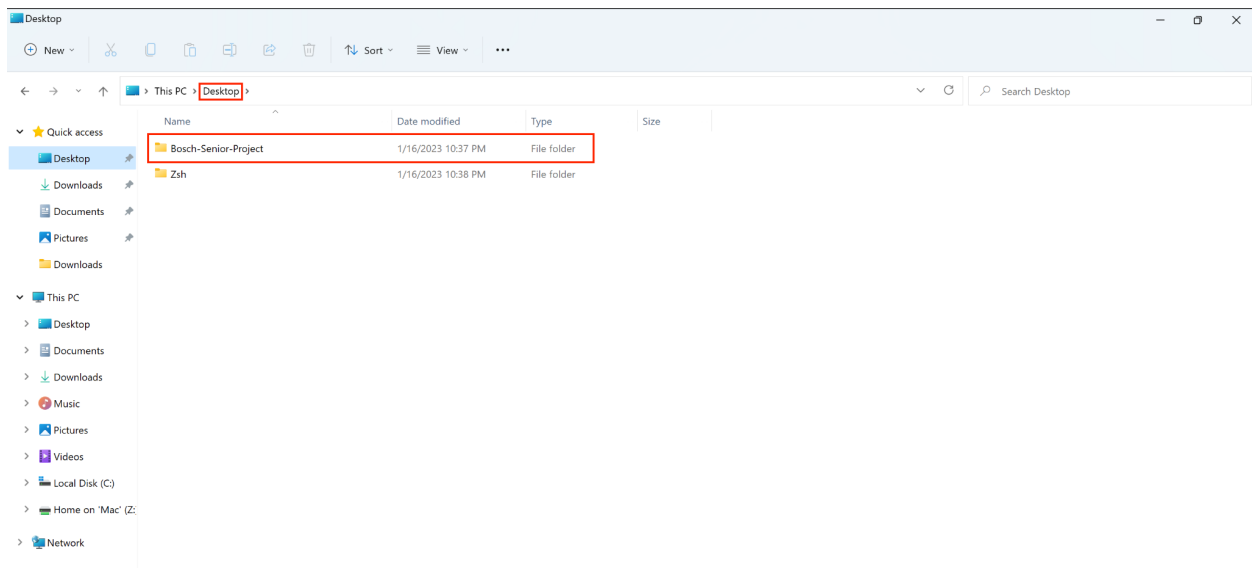 Desktop
New Sort View •••
This PC Desktop Search Desktop
Name Date modified Type Size
Quick access
Bosch-Senior-Project 1/16/2023 10:37 PM File folder
Desktop
Zsh 1/16/2023 10:38 PM File folder
Downloads
Documents
Pictures
Downloads
This PC
Desktop
Documents
Downloads
Music
Pictures
Videos
Local Disk (C:)
Home on 'Mac' (Z:
Network